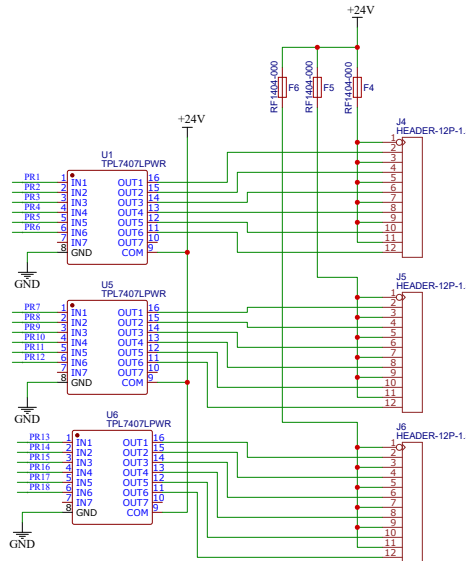 +24V
RF1404-000
F6
RF1404-000
F5
RF1404-000
F4
+24V
J4
HEADER-12P-1.
1
2
3
4
5
6
7
8
9
10
11
12
U1
TPL7407LPWR
PR1 1 IN1 OUT1 16
PR2 2 IN2 OUT2 15
PR3 3 IN3 OUT3 14
PR4 4 IN4 OUT4 13
PR5 5 IN5 OUT5 12
PR6 6 IN6 OUT6 11
7 IN7 OUT7 10
8 GND COM 9
GND
J5
HEADER-12P-1.
1
2
3
4
5
6
7
8
9
10
11
12
U5
TPL7407LPWR
PR7 1 IN1 OUT1 16
PR8 2 IN2 OUT2 15
PR9 3 IN3 OUT3 14
PR10 4 IN4 OUT4 13
PR11 5 IN5 OUT5 12
PR12 6 IN6 OUT6 11
7 IN7 OUT7 10
8 GND COM 9
GND
J6
HEADER-12P-1.
1
2
3
4
5
6
7
8
9
10
11
12
U6
TPL7407LPWR
PR13 1 IN1 OUT1 16
PR14 2 IN2 OUT2 15
PR15 3 IN3 OUT3 14
PR16 4 IN4 OUT4 13
PR17 5 IN5 OUT5 12
PR18 6 IN6 OUT6 11
7 IN7 OUT7 10
8 GND COM 9
GND